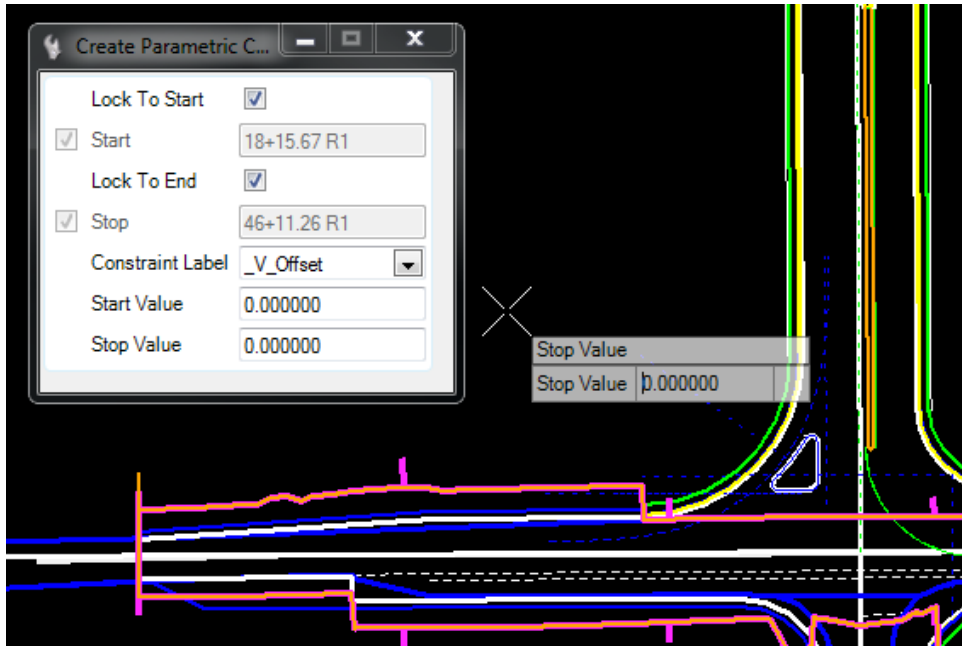 Create Parametric C...
Lock To Start
Start 18+15.67 R1
Lock To End
Stop 46+11.26 R1
Constraint Label _V_Offset
Start Value 0.000000
Stop Value 0.000000
Stop Value
Stop Value 0.000000